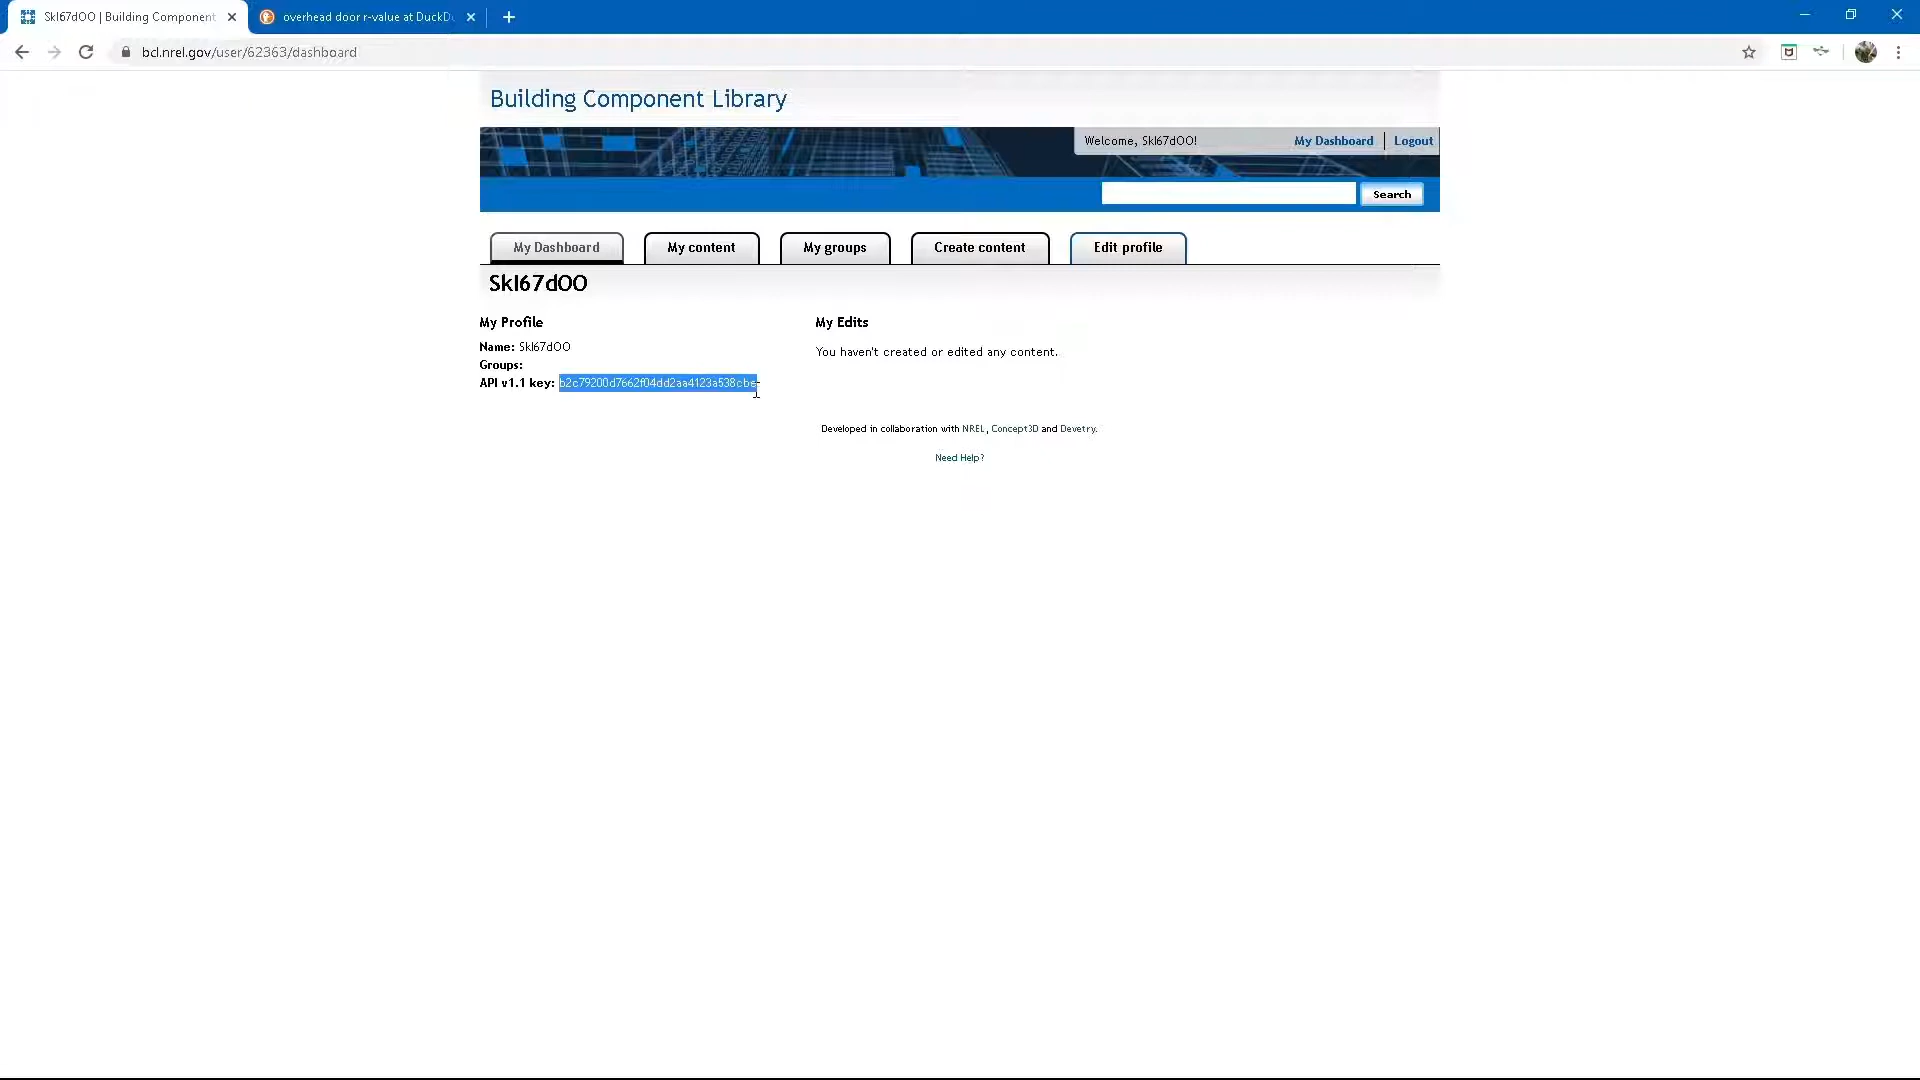 Skl67dOO | Building Component
overhead door r-value at DuckD
bcl.nrel.gov/user/62363/dashboard
Building Component Library
Welcome, Skl67dOO!
My Dashboard
Logout
Search
My Dashboard
My content
My groups
Create content
Edit profile
Skl67dOO
My Profile
Name: Skl67dOO
Groups:
API v1.1 key: b2c79200d7662f04dd2aa4123a538cbe
My Edits
You haven't created or edited any content.
Developed in collaboration with NREL, Concept3D and Devetry.
Need Help?